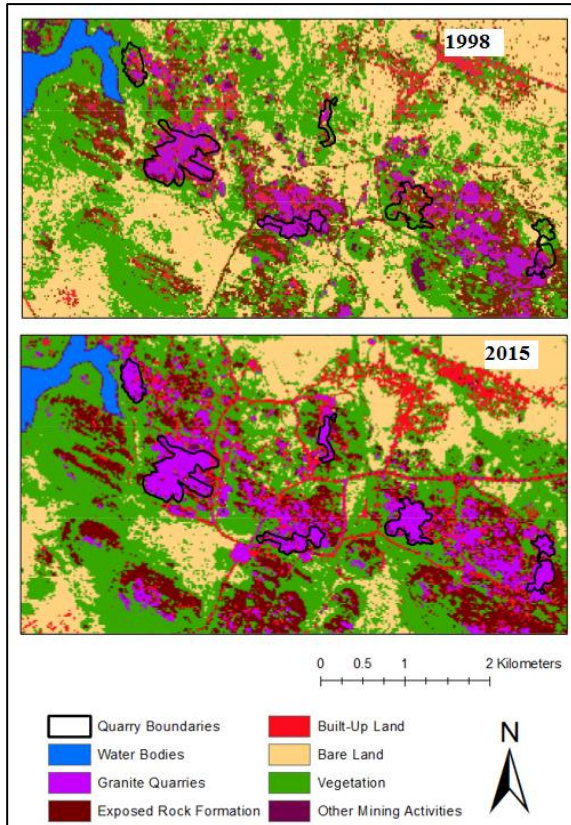 1998
2015
0 0.5 1 2 Kilometers
Quarry Boundaries
Water Bodies
Granite Quarries
Exposed Rock Formation
Built-Up Land
Bare Land
Vegetation
Other Mining Activities
N